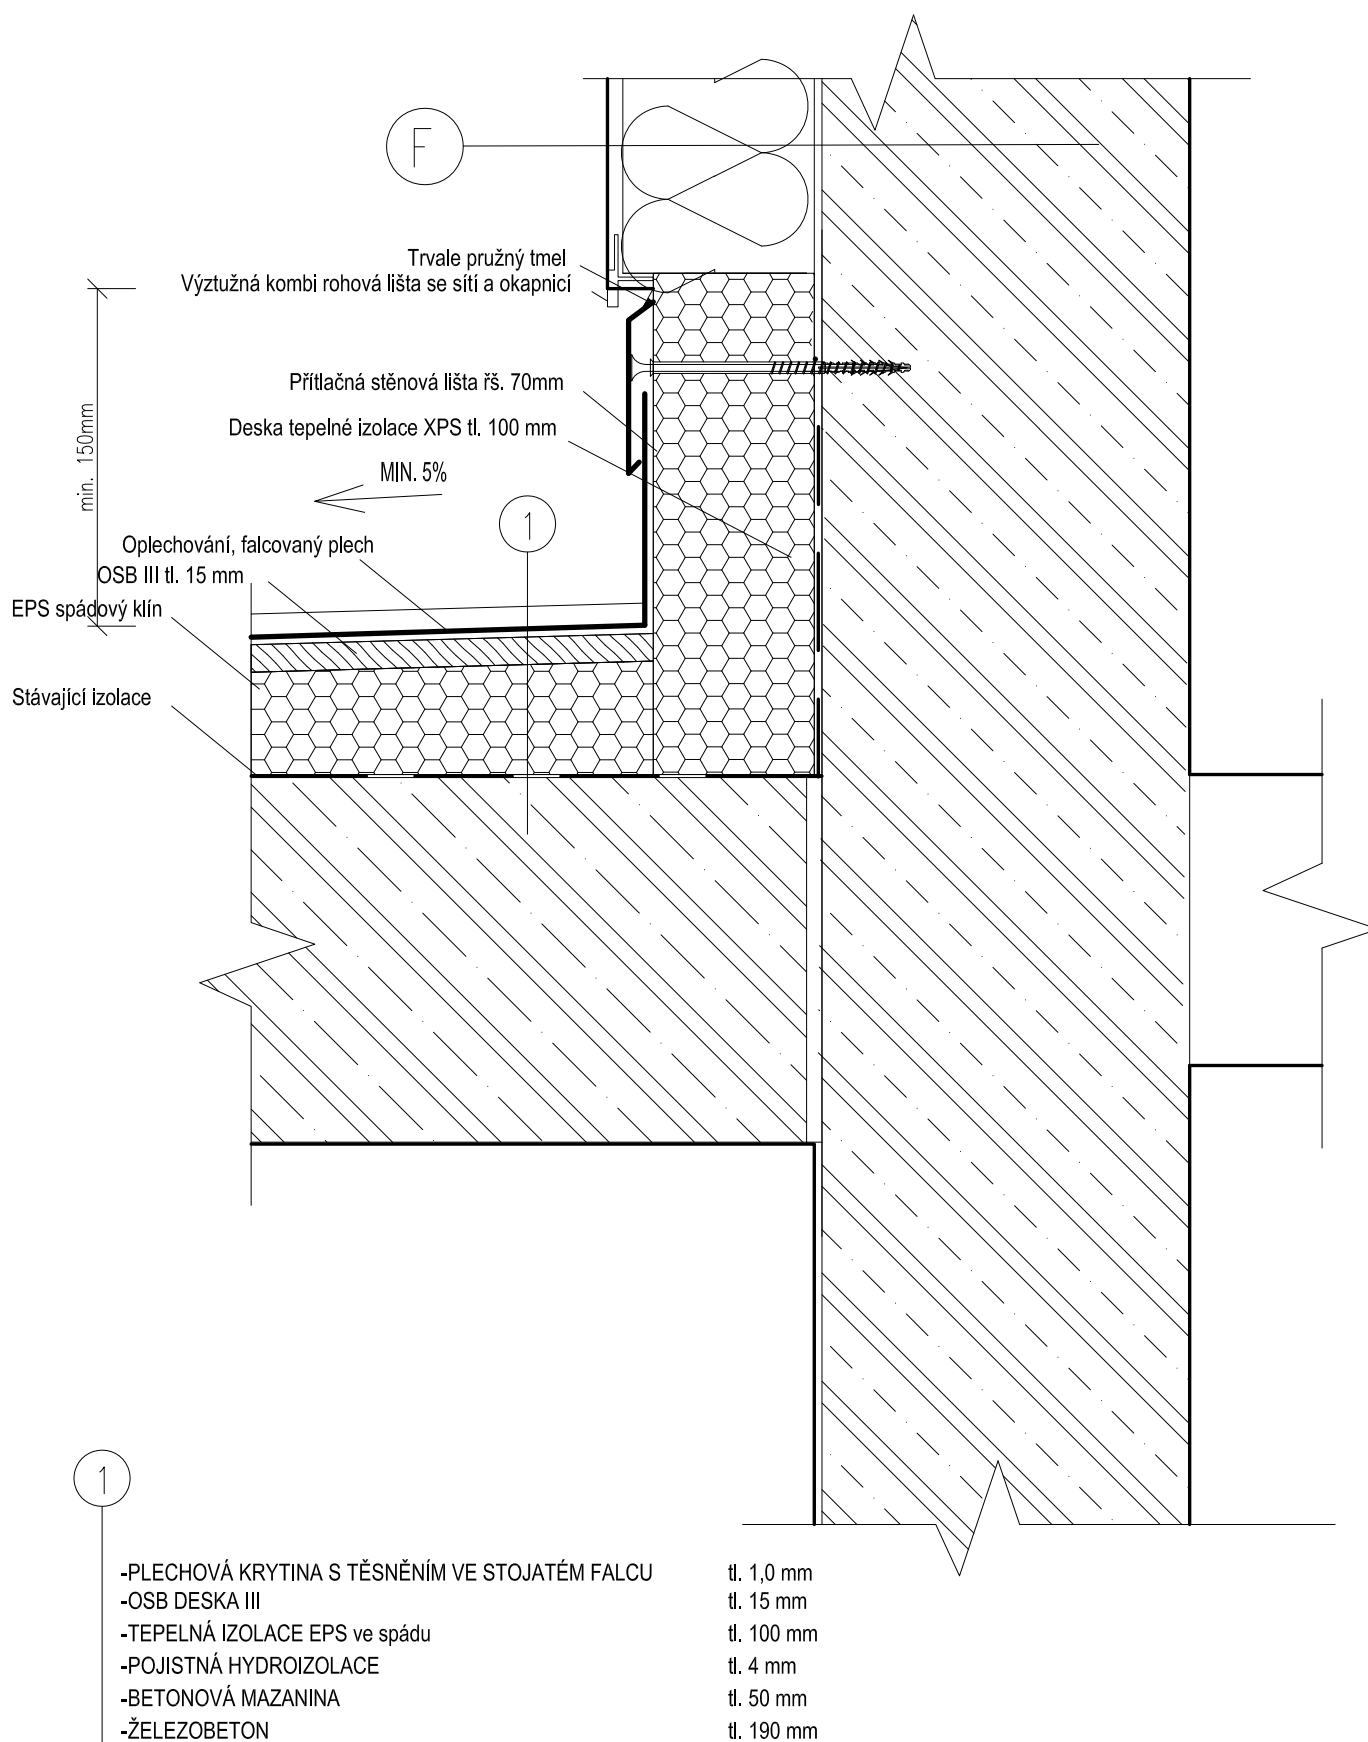 F
Trvale pružný tmel
Výztužná kombi rohová lišta se sítí a okapnicí
min. 150mm
Přítlačná stěnová lišta řš. 70mm
Deska tepelné izolace XPS tl. 100 mm
MIN. 5%
1
Oplechování, falcovaný plech
OSB III tl. 15 mm
EPS spádový klín
Stávající izolace
1
-PLECHOVÁ KRYTINA S TĚSNĚNÍM VE STOJATÉM FALCU tl. 1,0 mm
-OSB DESKA III tl. 15 mm
-TEPELNÁ IZOLACE EPS ve spádu tl. 100 mm
-POJISTNÁ HYDROIZOLACE tl. 4 mm
-BETONOVÁ MAZANINA tl. 50 mm
-ŽELEZOBETON tl. 190 mm